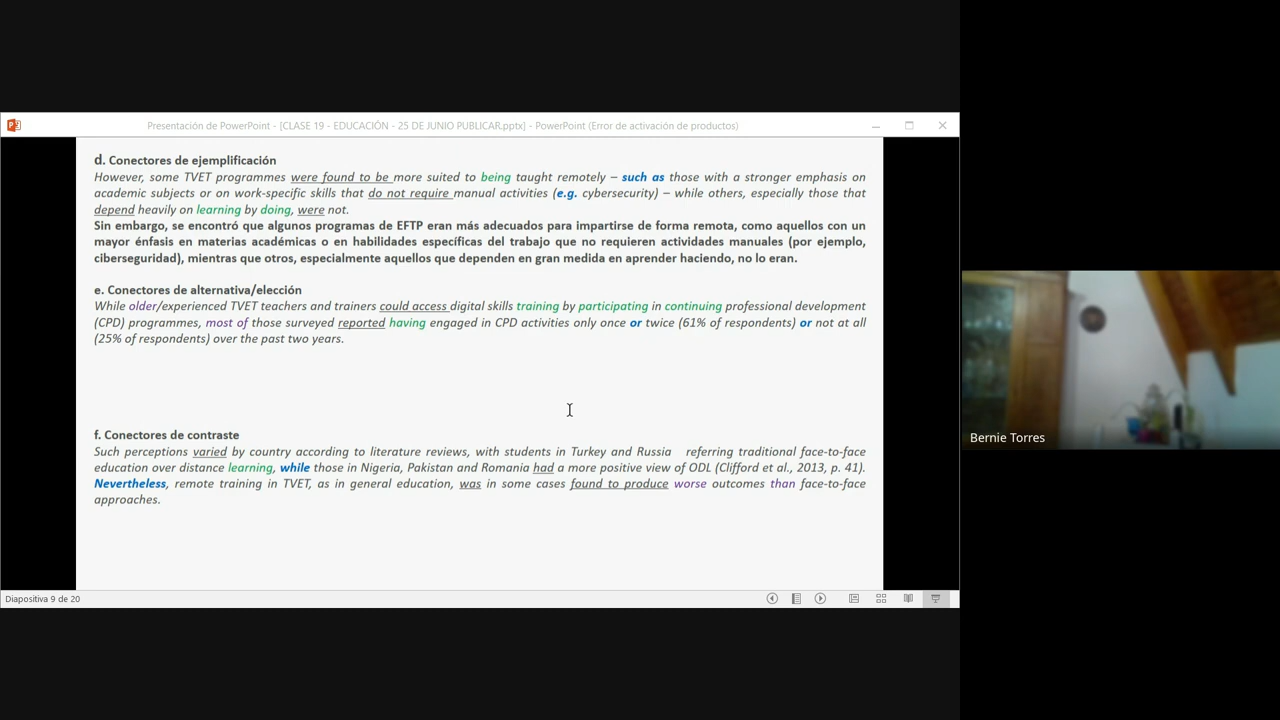 Presentación de PowerPoint - [CLASE 19 - EDUCACIÓN - 25 DE JUNIO PUBLICAR.pptx] - PowerPoint (Error de activación de productos)
d. Conectores de ejemplificación
However, some TVET programmes were found to be more suited to being taught remotely – such as those with a stronger emphasis on
academic subjects or on work-specific skills that do not require manual activities (e.g. cybersecurity) – while others, especially those that
depend heavily on learning by doing, were not.
Sin embargo, se encontró que algunos programas de EFTP eran más adecuados para impartirse de forma remota, como aquellos con un
mayor énfasis en materias académicas o en habilidades específicas del trabajo que no requieren actividades manuales (por ejemplo,
ciberseguridad), mientras que otros, especialmente aquellos que dependen en gran medida en aprender haciendo, no lo eran.
e. Conectores de alternativa/elección
While older/experienced TVET teachers and trainers could access digital skills training by participating in continuing professional development
(CPD) programmes, most of those surveyed reported having engaged in CPD activities only once or twice (61% of respondents) or not at all
(25% of respondents) over the past two years.
f. Conectores de contraste
Such perceptions varied by country according to literature reviews, with students in Turkey and Russia referring traditional face-to-face
education over distance learning, while those in Nigeria, Pakistan and Romania had a more positive view of ODL (Clifford et al., 2013, p. 41).
Nevertheless, remote training in TVET, as in general education, was in some cases found to produce worse outcomes than face-to-face
approaches.
Diapositiva 9 de 20
Bernie Torres